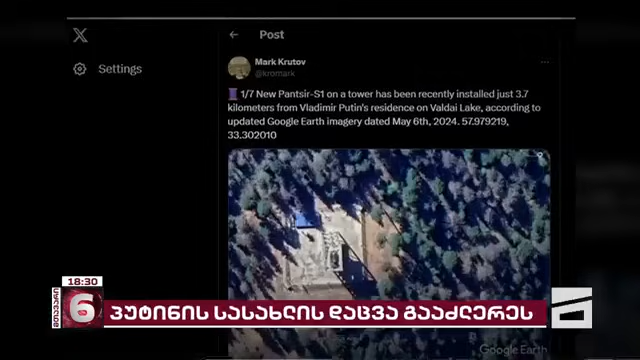 X
Settings
Post
Mark Krutov
@kromark
1/7 New Pantsir-S1 on a tower has been recently installed just 3.7
kilometers from Vladimir Putin's residence on Valdai Lake, according to
updated Google Earth imagery dated May 6th, 2024. 57.979219,
33.302010
Google Earth
18:30
მთავარი
6
პუტინის სასახლის დაცვა გააძლერეს